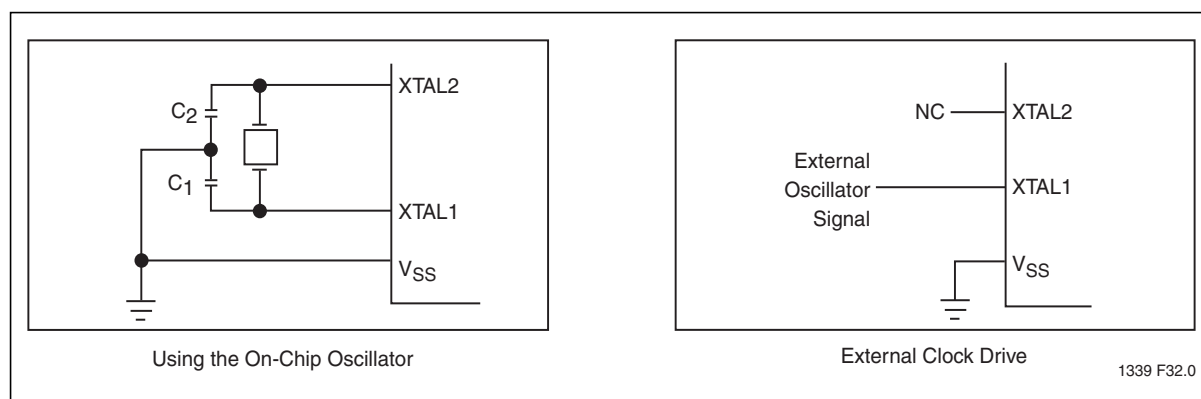 XTAL2
C2
C1
XTAL1
VSS
Using the On-Chip Oscillator
NC
XTAL2
External
Oscillator
Signal
XTAL1
VSS
External Clock Drive
1339 F32.0